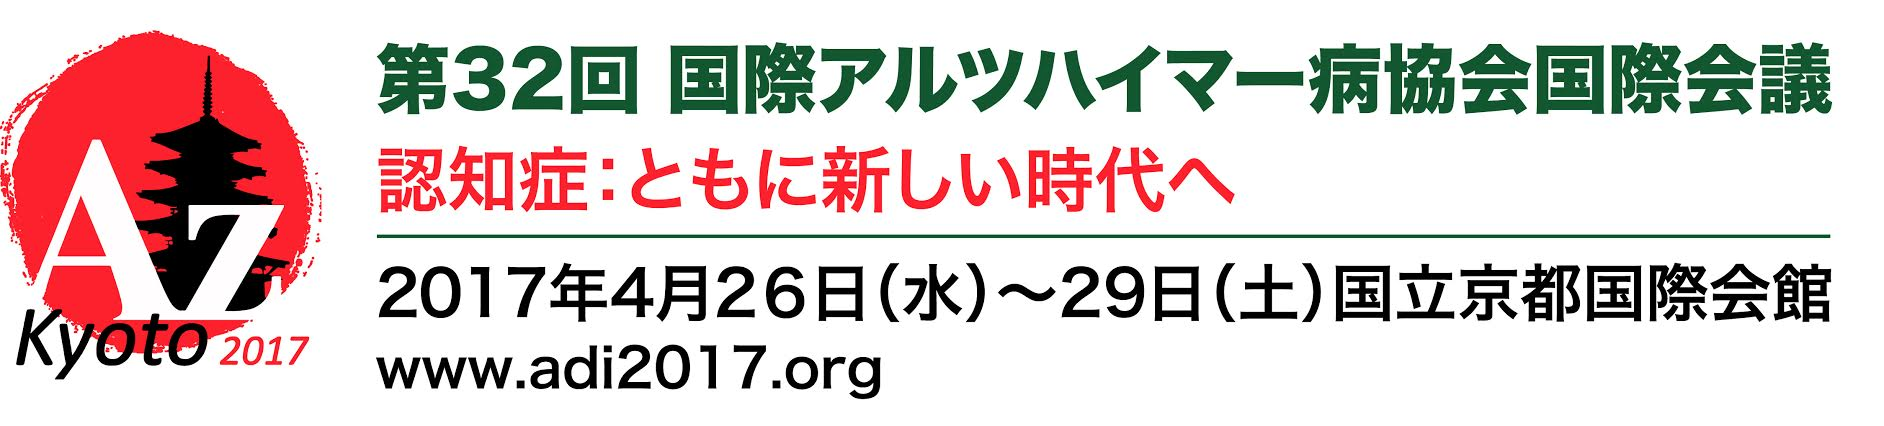 Az
Kyoto 2017
第32回 国際アルツハイマー病協会国際会議
認知症：ともに新しい時代へ
2017年4月26日（水）～29日（土）国立京都国際会館
www.adi2017.org